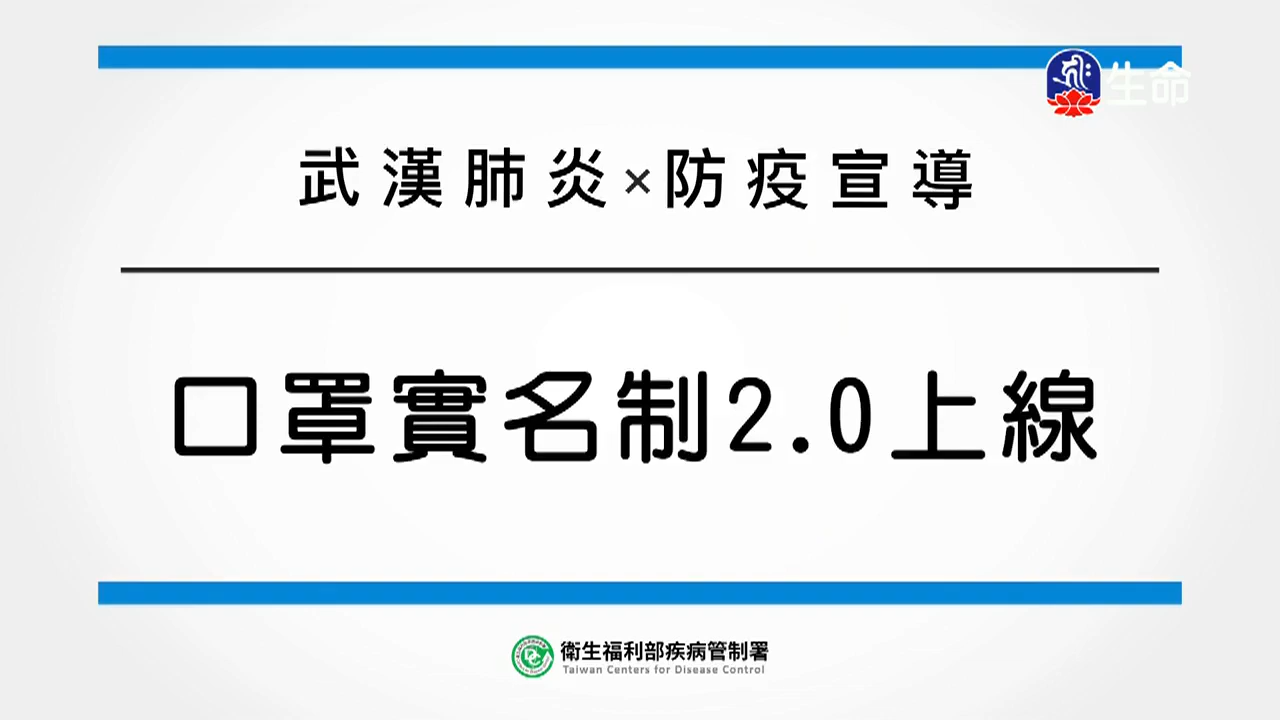 生命
武漢肺炎×防疫宣導
口罩實名制2.0上線
衛生福利部疾病管制署
Taiwan Centers for Disease Control